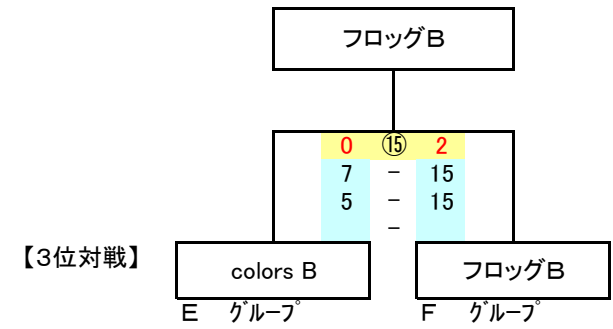 フロッグＢ
0 ⑮ 2
7 － 15
5 － 15
－
【３位対戦】
colors B フロッグＢ
Ｅ ｸﾞﾙｰﾌﾟ Ｆ ｸﾞﾙｰﾌﾟ